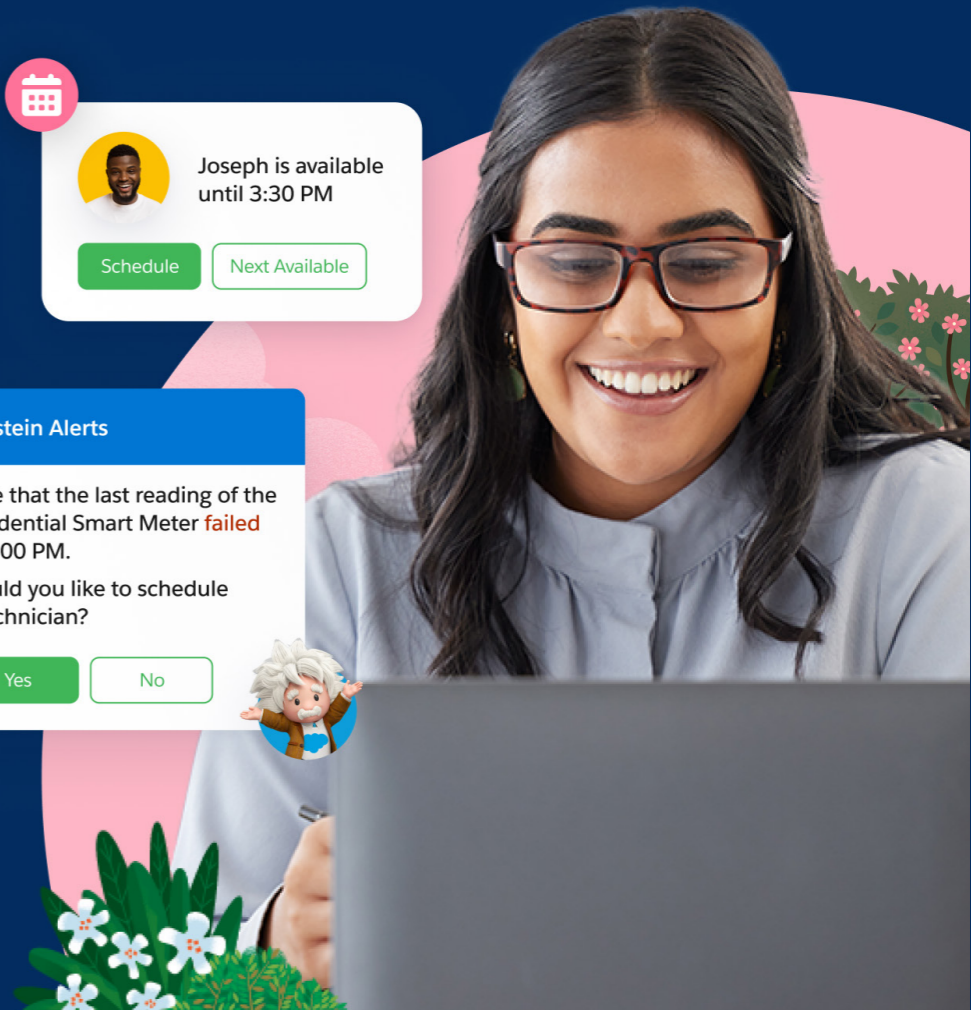 Joseph is available
until 3:30 PM
Schedule
Next Available
stein Alerts
that the last reading of the
dential Smart Meter failed
00 PM.
ld you like to schedule
chnician?
Yes
No